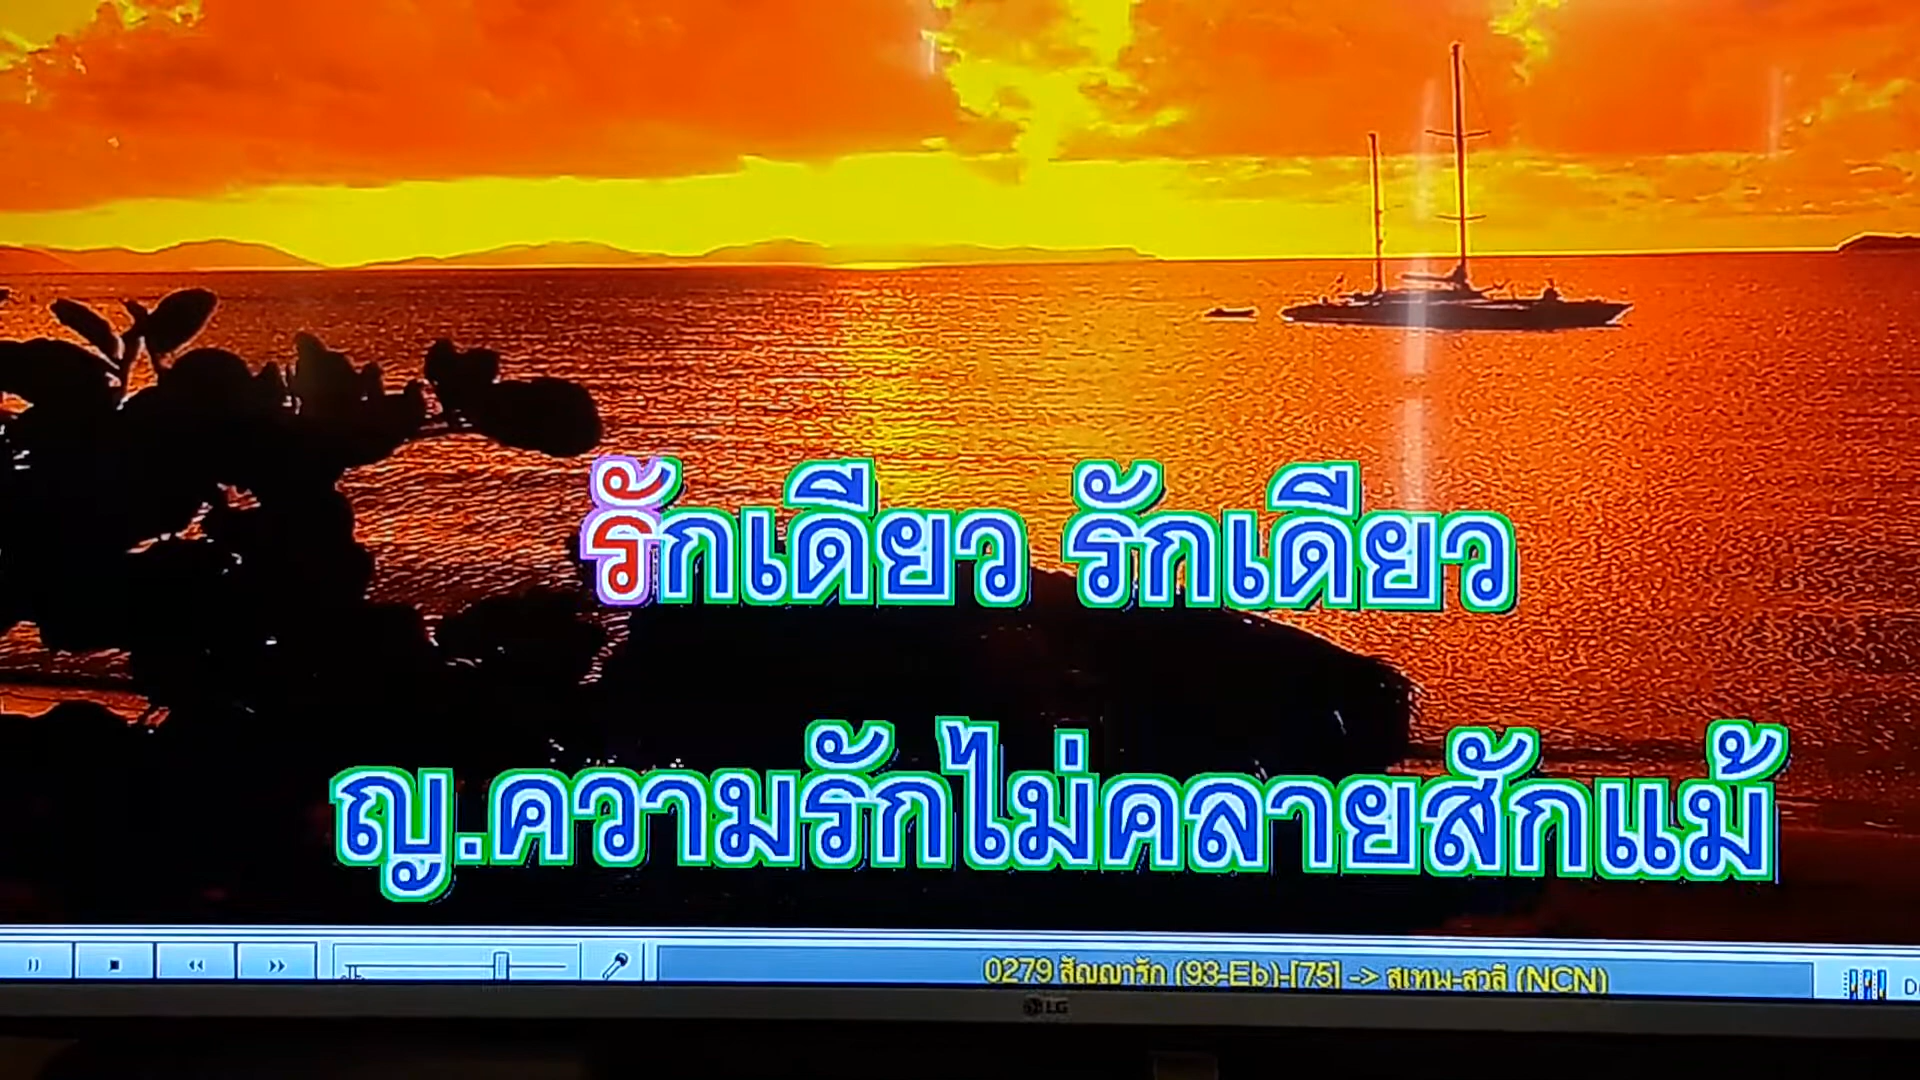 รักเดียว รักเดียว
ญ.ความรักไม่คลายสักแม้
0279 สัญญารัก (93-Eb)-[75] -> สุเทพ-สวลี (NCN)
LG